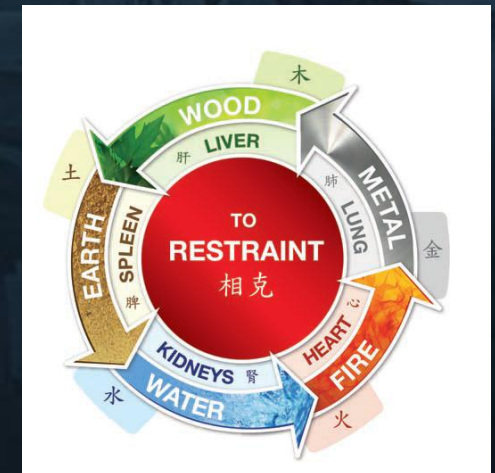 木
WOOD
肝 LIVER
土
EARTH
SPLEEN
脾
METAL
肺
LUNG
金
TO
RESTRAINT
相克
KIDNEYS 腎
WATER
水
HEART 心
FIRE
火